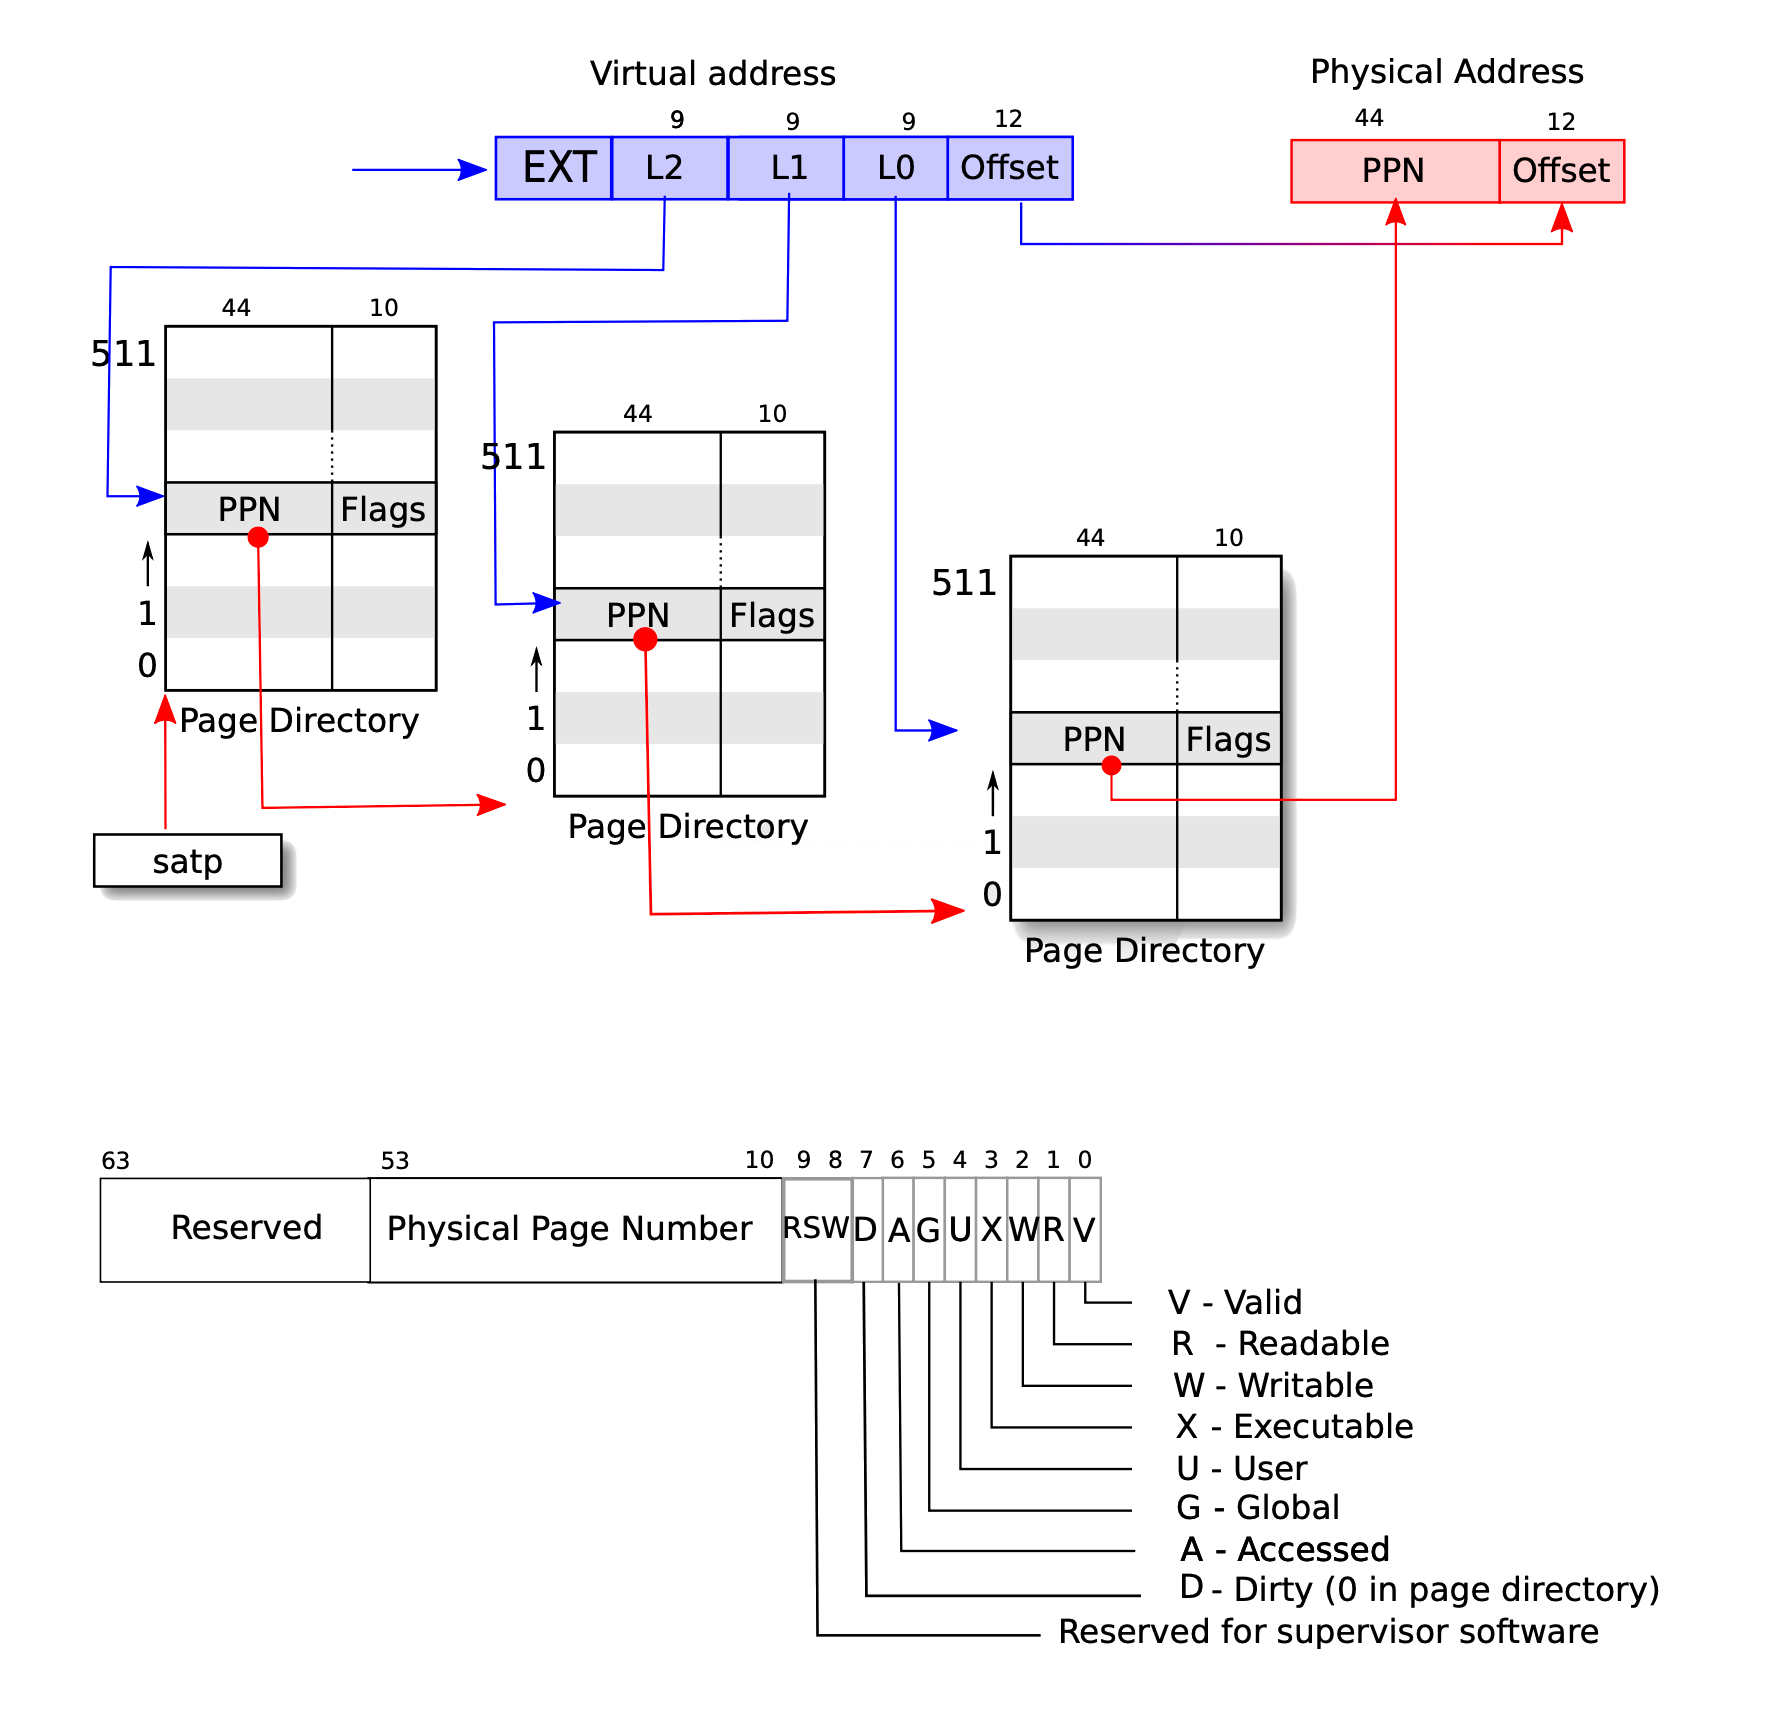 Virtual address
Physical Address
9 9 9 12
44 12
EXT L2 L1 L0 Offset
PPN Offset
44 10
511
PPN Flags
1
0
Page Directory
satp
44 10
511
PPN Flags
1
0
Page Directory
44 10
511
PPN Flags
1
0
Page Directory
63 53 10 9 8 7 6 5 4 3 2 1 0
Reserved Physical Page Number RSW D A G U X W R V
V - Valid
R - Readable
W - Writable
X - Executable
U - User
G - Global
A - Accessed
D - Dirty (0 in page directory)
Reserved for supervisor software